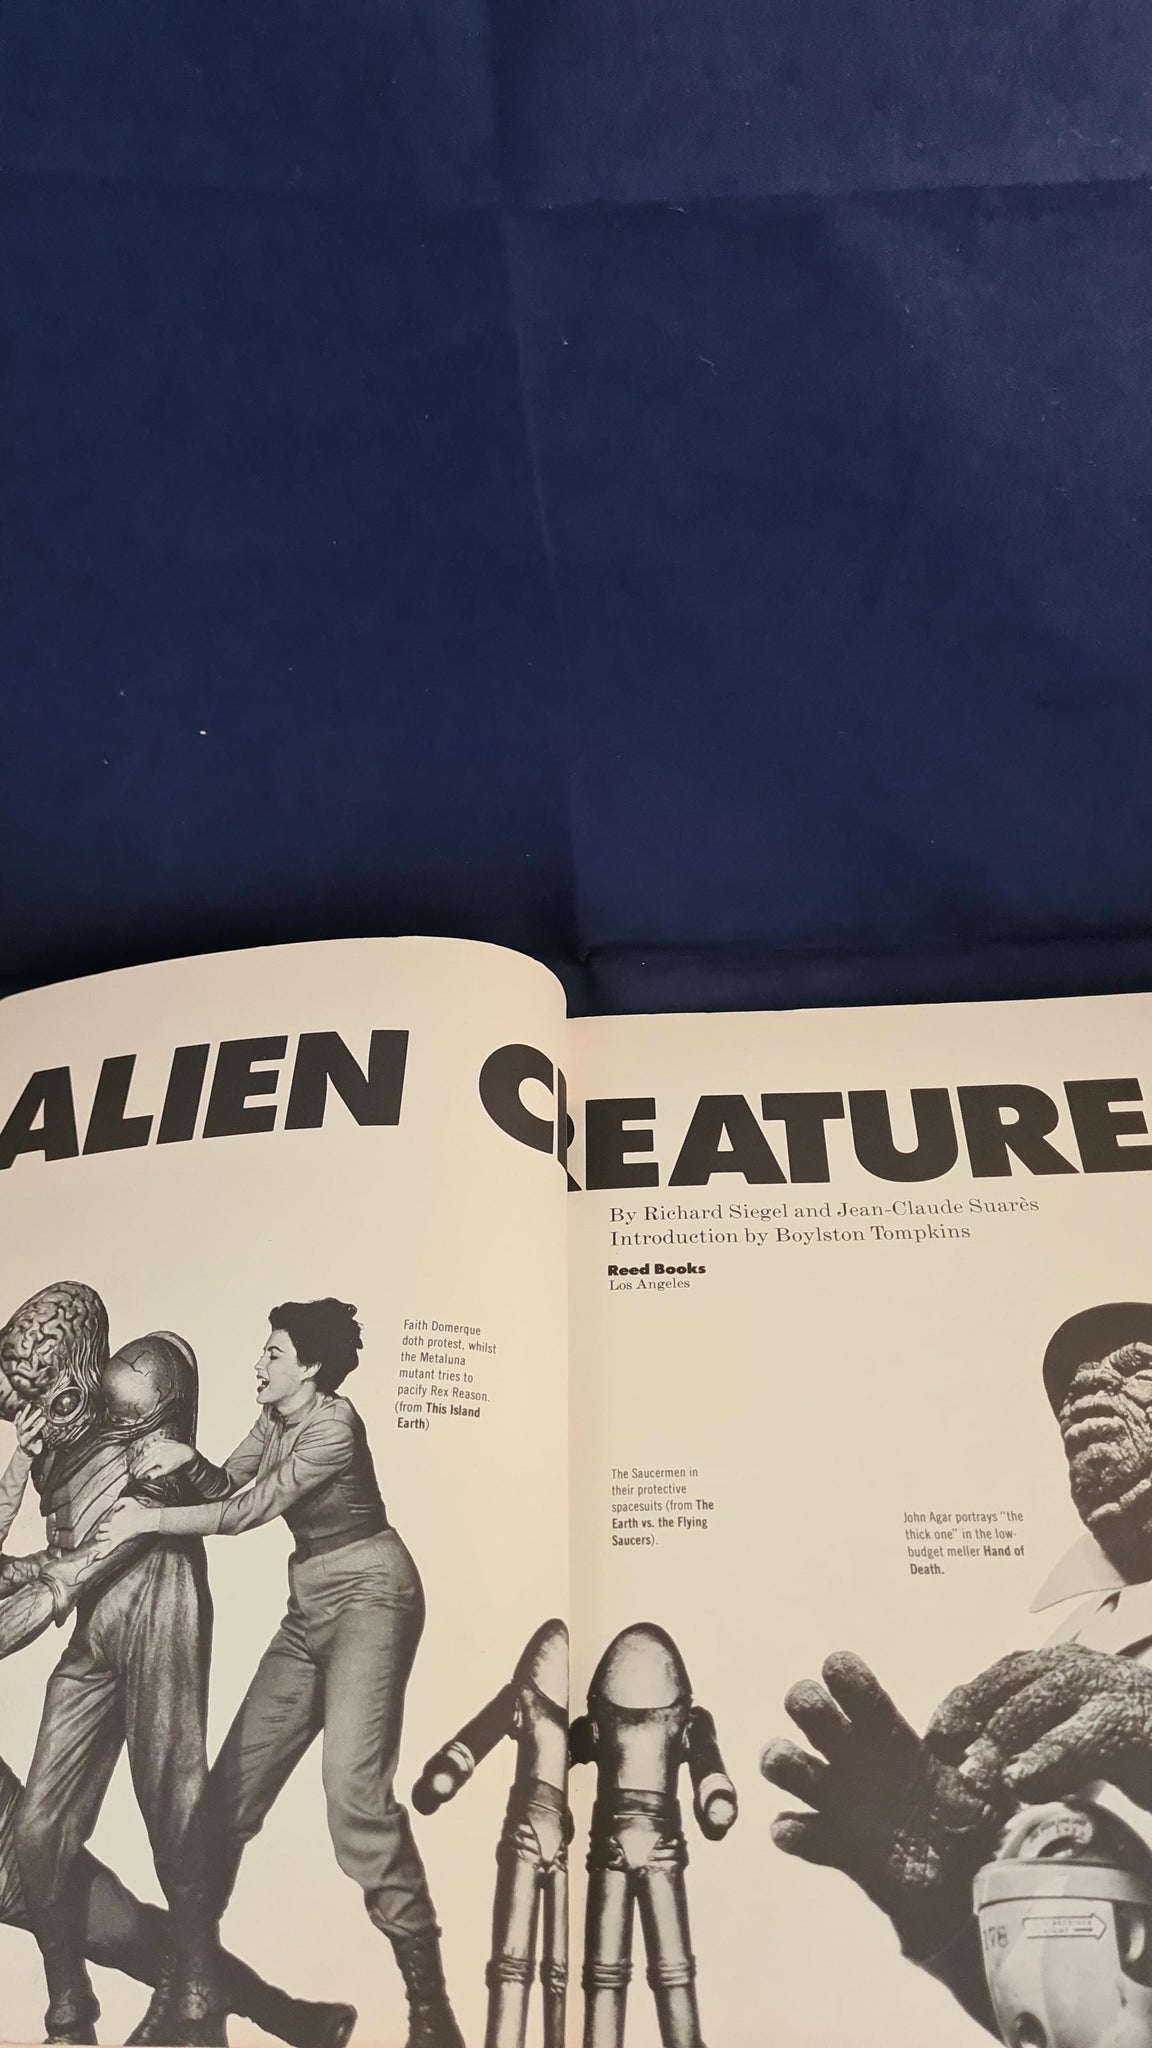 ALIEN CREATURE
By Richard Siegel and Jean-Claude Suarès
Introduction by Boylston Tompkins
Reed Books
Los Angeles
Faith Domerque
doth protest, whilst
the Metaluna
mutant tries to
pacify Rex Reason.
(from This Island
Earth)
The Saucermen in
their protective
spacesuits (from The
Earth vs. the Flying
Saucers).
John Agar portrays "the
thick one" in the low-
budget meller Hand of
Death.
178